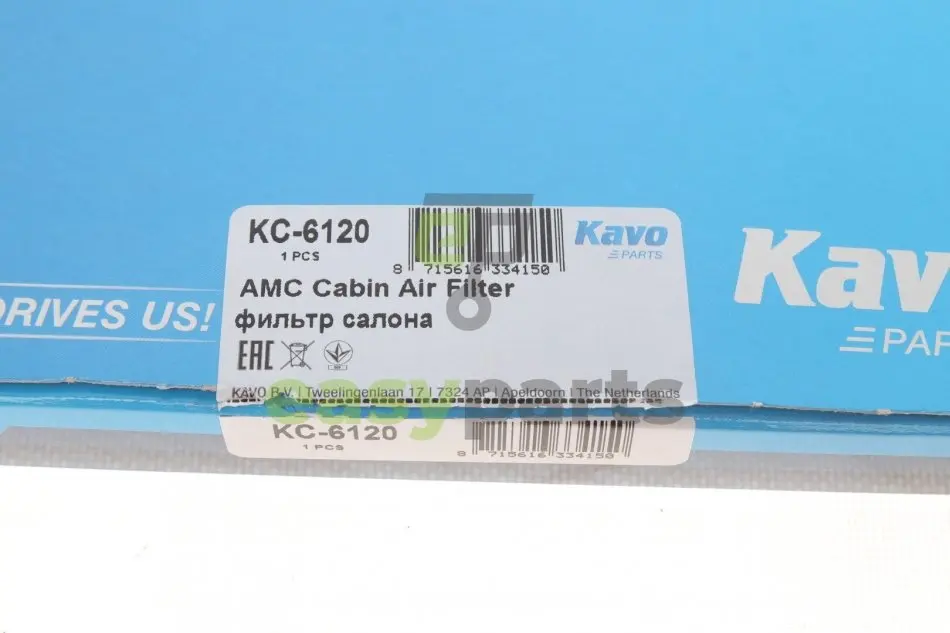 KC-6120
1 PCS
8 715616 334150
Kavo
PARTS
AMC Cabin Air Filter
фильтр салона
EAC
KAVO B.V. | Tweelingenlaan 17 | 7324 AP | Apeldoorn | The Netherlands
easyparts
KC-6120
1 PCS
8 715616 334150
DRIVES US!
Kavo
PAR